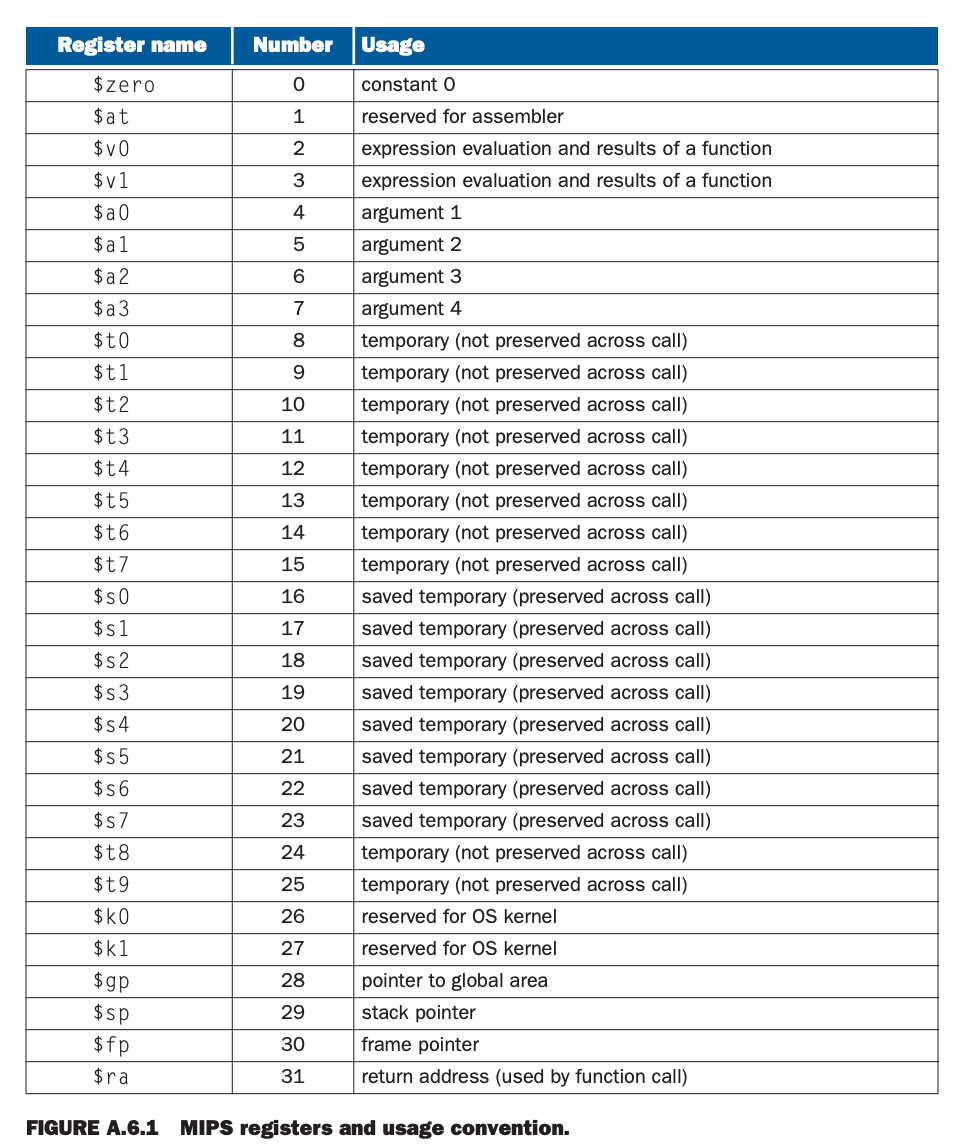 Register name Number Usage
$zero 0 constant 0
$at 1 reserved for assembler
$v0 2 expression evaluation and results of a function
$v1 3 expression evaluation and results of a function
$a0 4 argument 1
$a1 5 argument 2
$a2 6 argument 3
$a3 7 argument 4
$t0 8 temporary (not preserved across call)
$t1 9 temporary (not preserved across call)
$t2 10 temporary (not preserved across call)
$t3 11 temporary (not preserved across call)
$t4 12 temporary (not preserved across call)
$t5 13 temporary (not preserved across call)
$t6 14 temporary (not preserved across call)
$t7 15 temporary (not preserved across call)
$s0 16 saved temporary (preserved across call)
$s1 17 saved temporary (preserved across call)
$s2 18 saved temporary (preserved across call)
$s3 19 saved temporary (preserved across call)
$s4 20 saved temporary (preserved across call)
$s5 21 saved temporary (preserved across call)
$s6 22 saved temporary (preserved across call)
$s7 23 saved temporary (preserved across call)
$t8 24 temporary (not preserved across call)
$t9 25 temporary (not preserved across call)
$k0 26 reserved for OS kernel
$k1 27 reserved for OS kernel
$gp 28 pointer to global area
$sp 29 stack pointer
$fp 30 frame pointer
$ra 31 return address (used by function call)
FIGURE A.6.1 MIPS registers and usage convention.